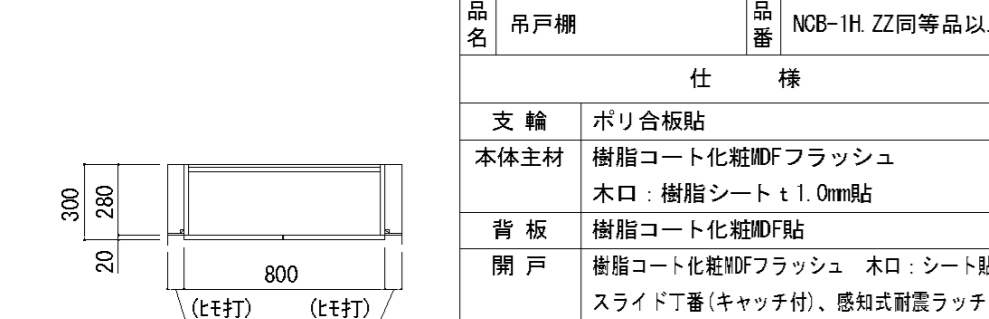 品名 吊戸棚 品番 NCB-1H.ZZ同等品以
仕 様
支 輪 ポリ合板貼
本体主材 樹脂コート化粧MDFフラッシュ
木口：樹脂シートｔ1.0mm貼
背 板 樹脂コート化粧MDF貼
開 戸 樹脂コート化粧MDFフラッシュ 木口：シート貼
スライド丁番(キャッチ付)、感知式耐震ラッチ
300
280
20
800
(ﾋﾓ打) (ﾋﾓ打)